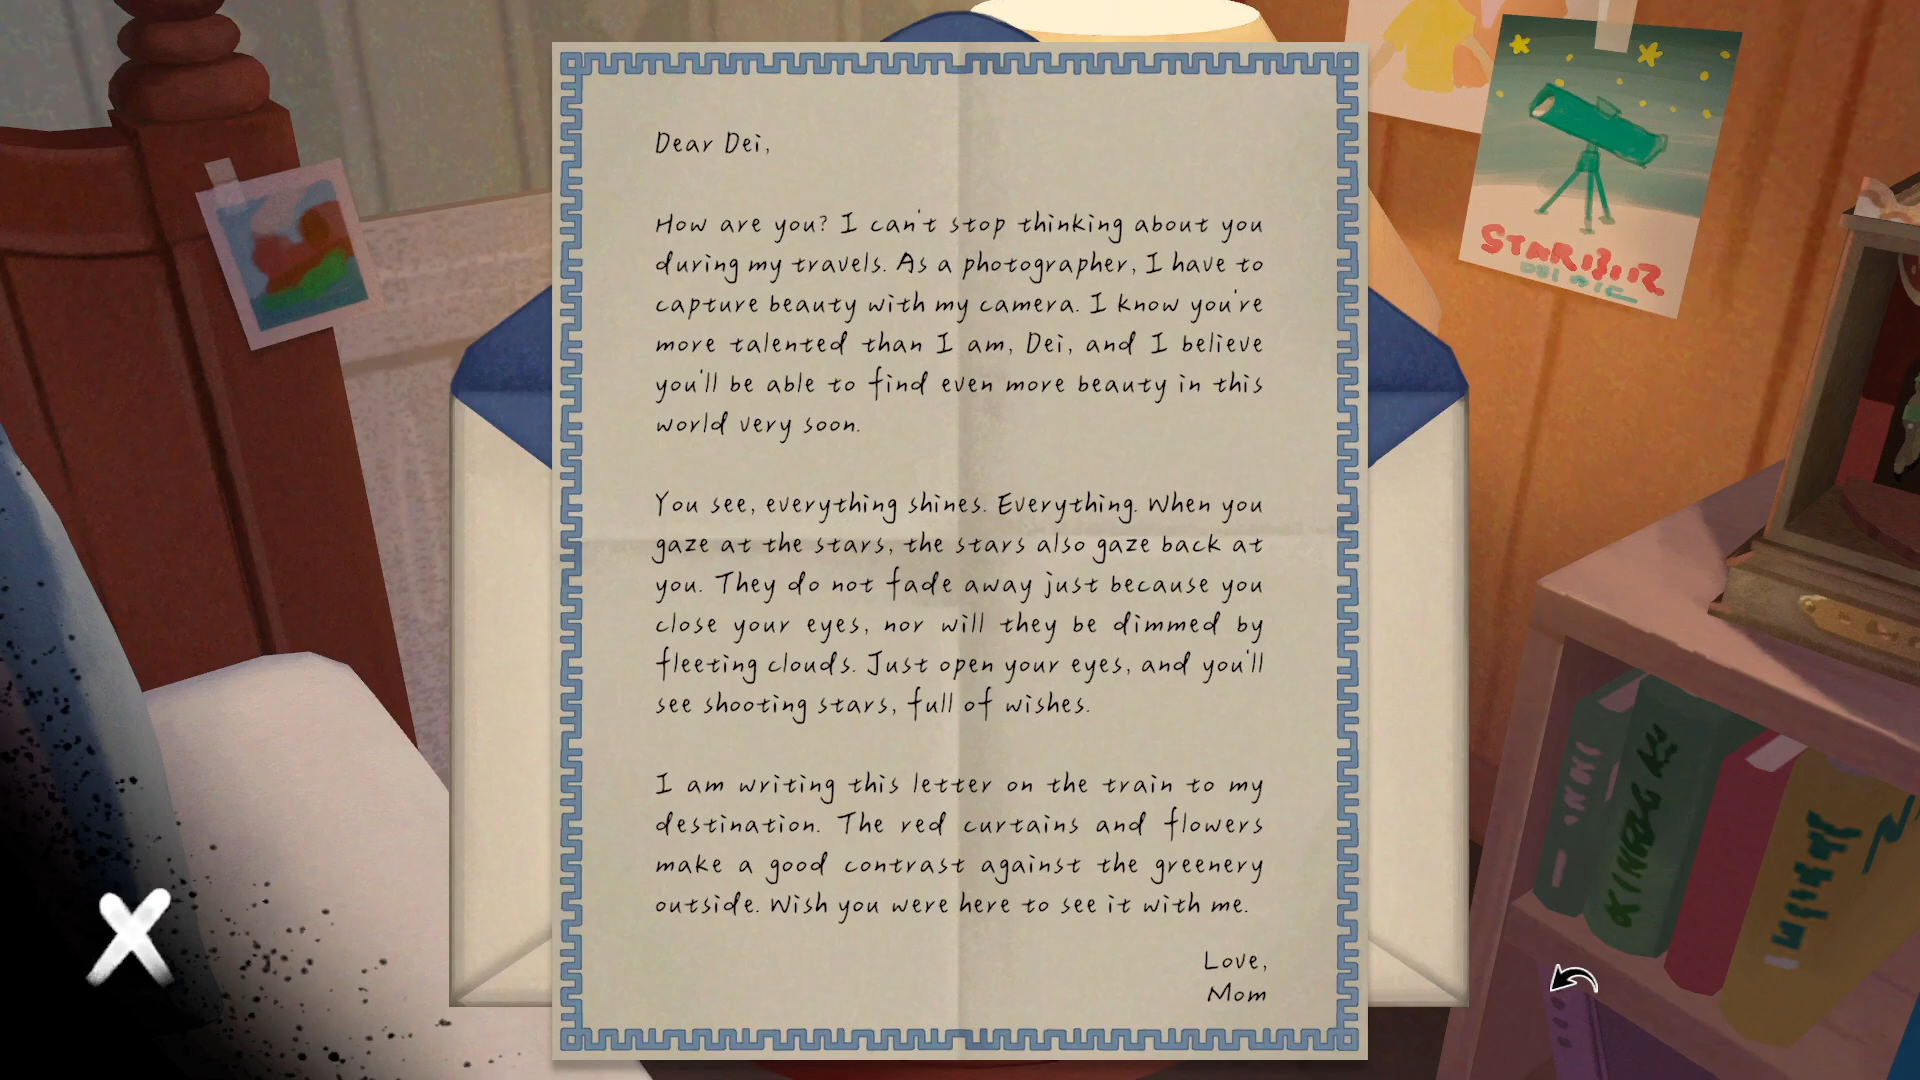 Dear Dei,
How are you? I can't stop thinking about you
during my travels. As a photographer, I have to
capture beauty with my camera. I know you're
more talented than I am, Dei, and I believe
you'll be able to find even more beauty in this
world very soon.
You see, everything shines. Everything. When you
gaze at the stars, the stars also gaze back at
you. They do not fade away just because you
close your eyes, nor will they be dimmed by
fleeting clouds. Just open your eyes, and you'll
see shooting stars, full of wishes.
I am writing this letter on the train to my
destination. The red curtains and flowers
make a good contrast against the greenery
outside. Wish you were here to see it with me.
Love,
Mom